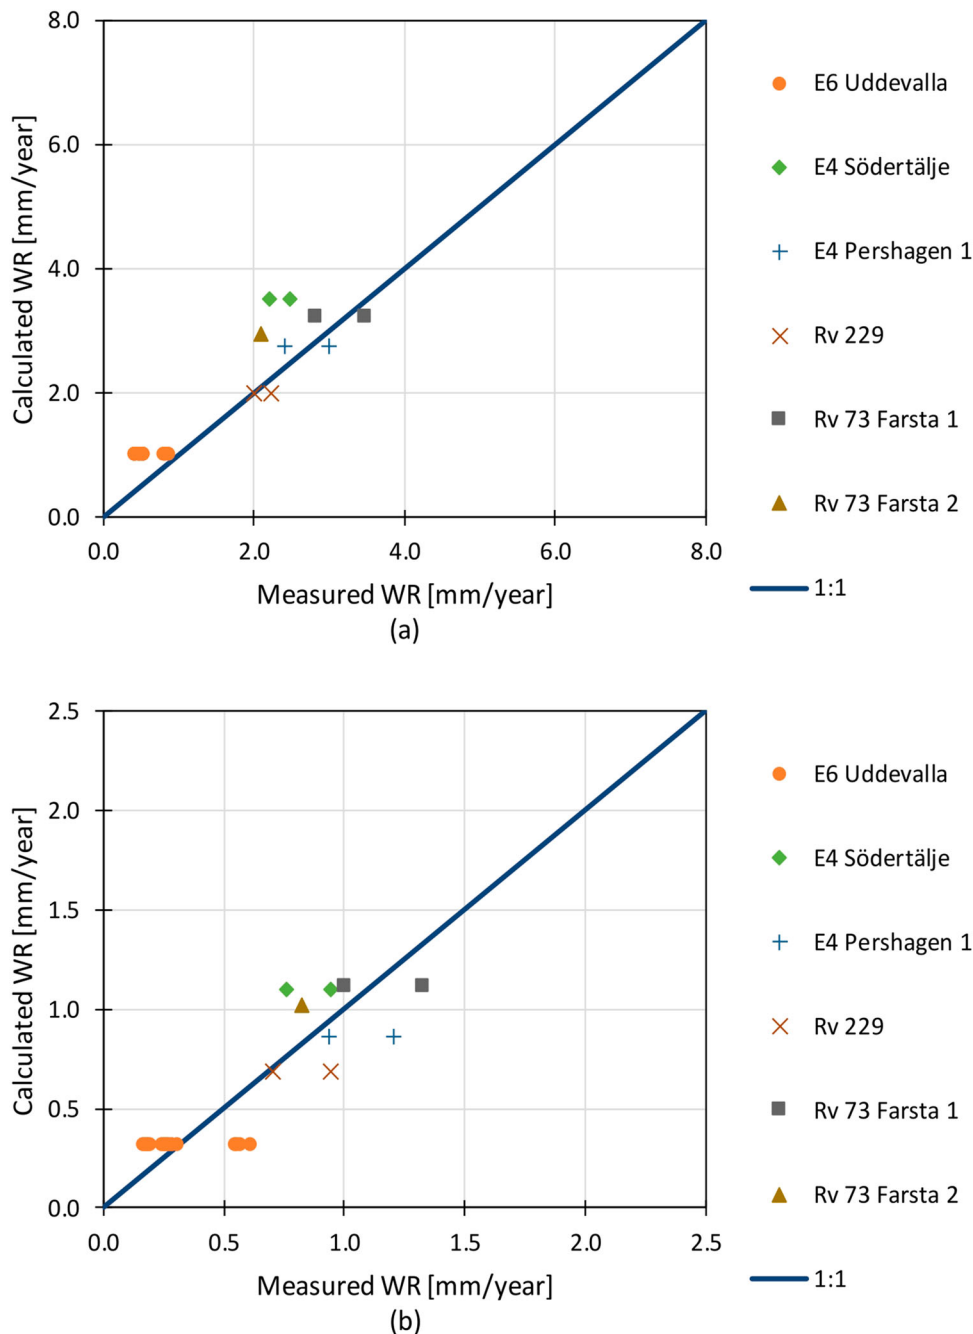 8.0
6.0
4.0
2.0
0.0
Calculated WR [mm/year]
0.0 2.0 4.0 6.0 8.0
Measured WR [mm/year]
(a)
E6 Uddevalla
E4 Södertälje
E4 Pershagen 1
Rv 229
Rv 73 Farsta 1
Rv 73 Farsta 2
1:1
2.5
2.0
1.5
1.0
0.5
0.0
Calculated WR [mm/year]
0.0 0.5 1.0 1.5 2.0 2.5
Measured WR [mm/year]
(b)
E6 Uddevalla
E4 Södertälje
E4 Pershagen 1
Rv 229
Rv 73 Farsta 1
Rv 73 Farsta 2
1:1